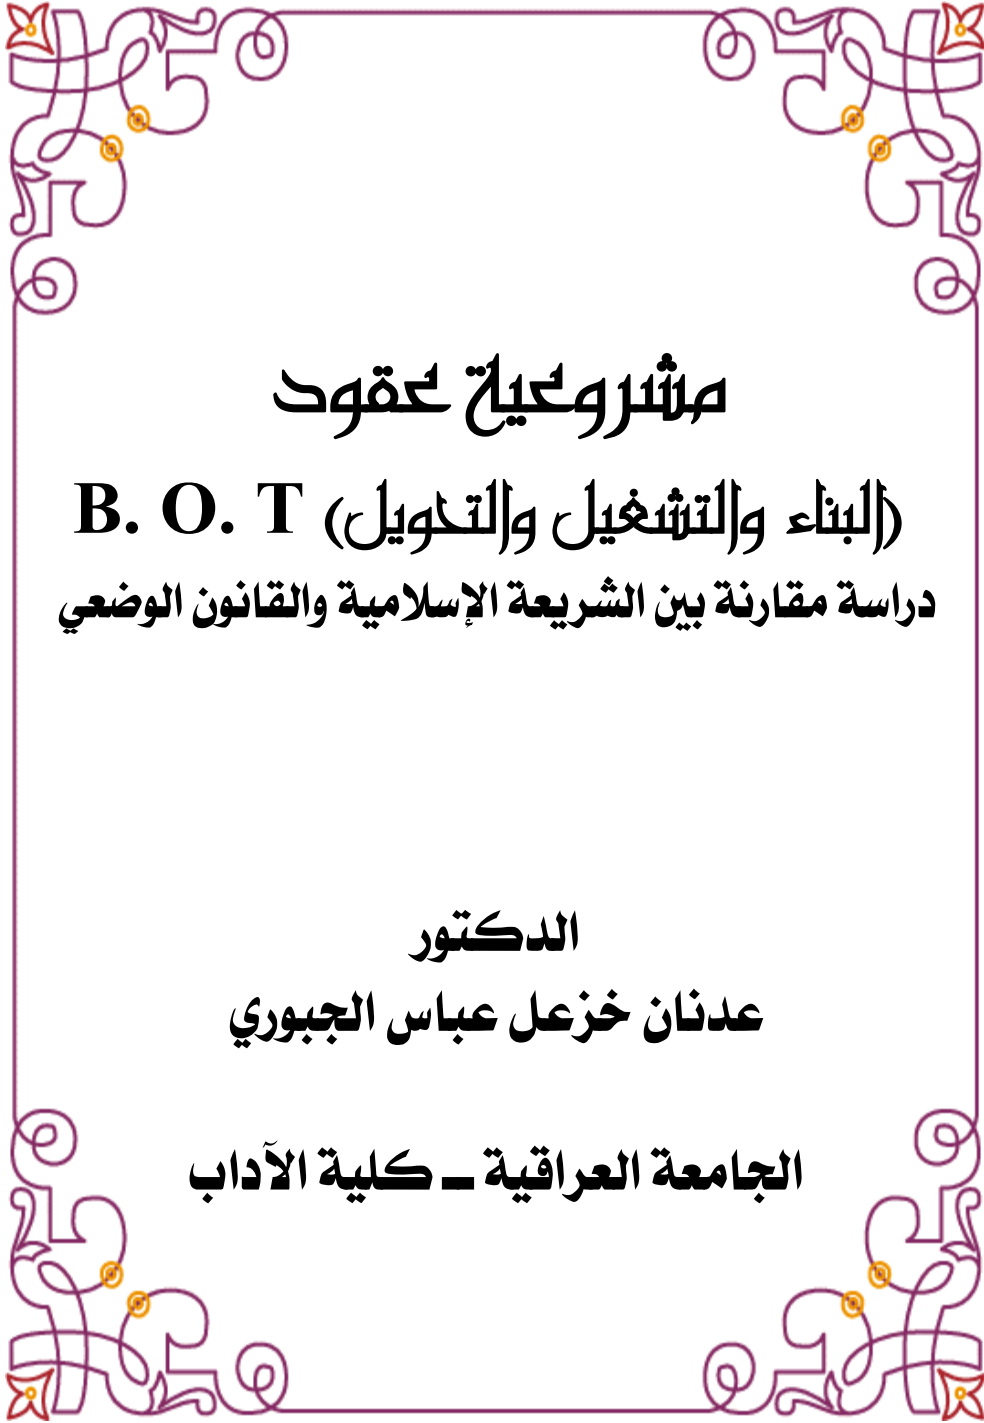 مشروعية عقود
(البناء والتشغيل والتحويل) B. O. T
دراسة مقارنة بين الشريعة الإسلامية والقانون الوضعي
الدكتور
عدنان خزعل عباس الجبوري
الجامعة العراقية ـ كلية الآداب